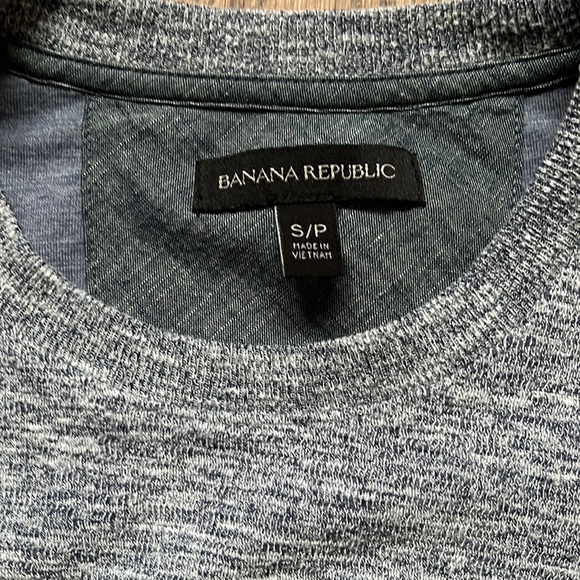 BANANA REPUBLIC
S/P
MADE IN
VIETNAM